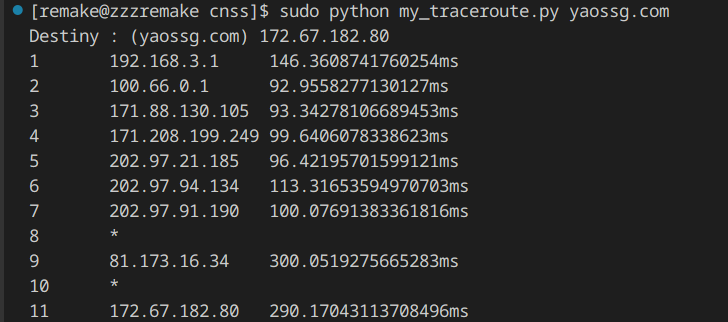 [remake@zzzremake cnss]$ sudo python my_traceroute.py yaossg.com
Destiny : (yaossg.com) 172.67.182.80
1 192.168.3.1 146.3608741760254ms
2 100.66.0.1 92.9558277130127ms
3 171.88.130.105 93.34278106689453ms
4 171.208.199.249 99.6406078338623ms
5 202.97.21.185 96.42195701599121ms
6 202.97.94.134 113.31653594970703ms
7 202.97.91.190 100.07691383361816ms
8 *
9 81.173.16.34 300.0519275665283ms
10 *
11 172.67.182.80 290.17043113708496ms